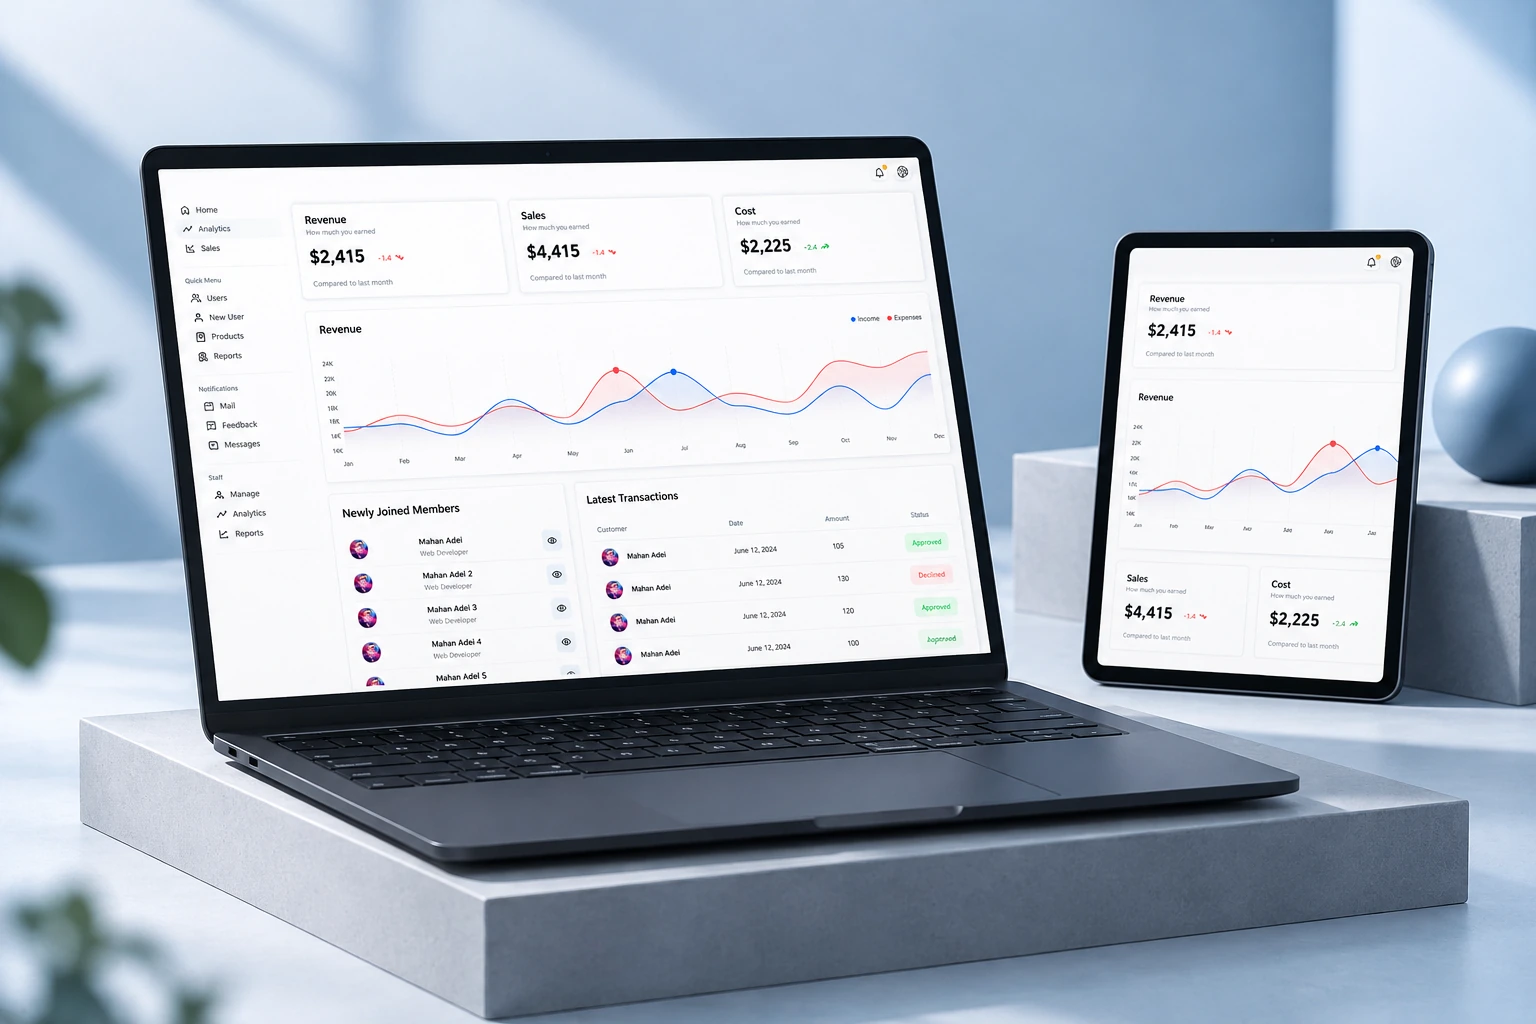 Home
Analytics
Sales
Quick Menu
Users
New User
Products
Reports
Notifications
Mail
Feedback
Messages
Staff
Manage
Analytics
Reports
Revenue
How much you earned
$2,415 -1.4
Compared to last month
Sales
How much you earned
$4,415 -1.4
Compared to last month
Cost
How much you earned
$2,225 -2.4
Compared to last month
Revenue
Income Expenses
24K
22K
20K
18K
14K
Jan Feb Mar Apr May Jun Jul Aug Sep Oct Nov Dec
Newly Joined Members
Mahan Adei
Web Developer
Mahan Adei 2
Web Developer
Mahan Adei 3
Web Developer
Mahan Adei 4
Web Developer
Mahan Adei 5
Latest Transactions
Customer Date Amount Status
Mahan Adei June 12, 2024 105 Approved
Mahan Adei June 12, 2024 130 Declined
Mahan Adei June 12, 2024 120 Approved
Mahan Adei June 12, 2024 100
Revenue
How much you earned
$2,415 -1.4
Compared to last month
Revenue
24K
22K
20K
16K
Jan Feb
Sales
How much you earned
$4,415 -1.4
Compared to last month
Cost
How much you earned
$2,225 -2.4
Compared to last month